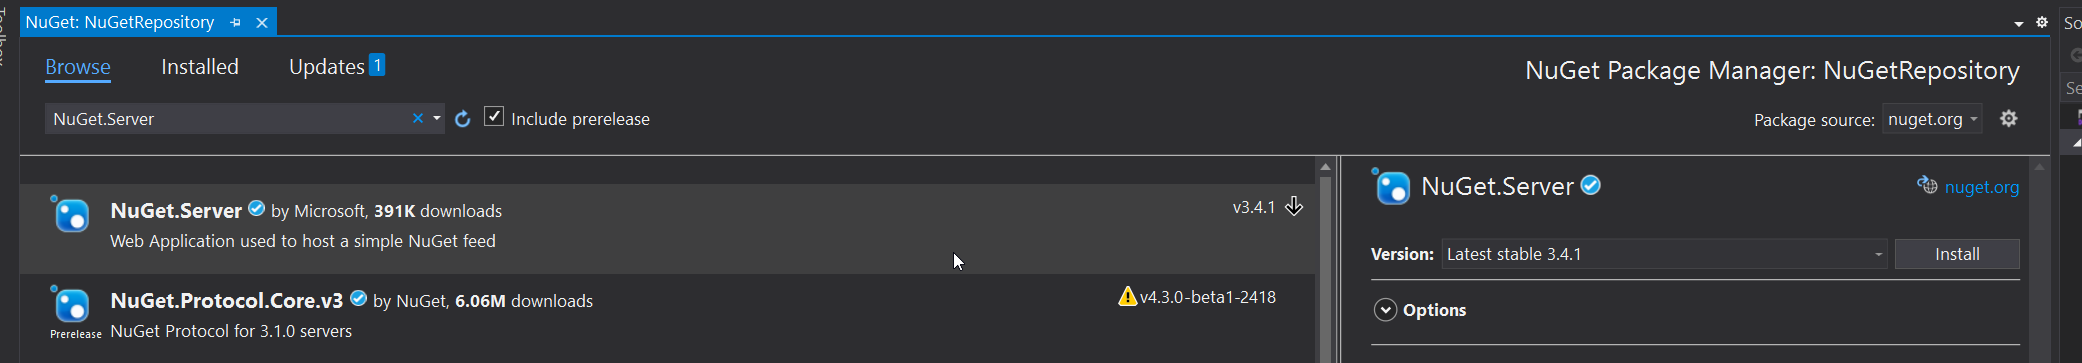 Toolbox
NuGet: NuGetRepository
So
Browse Installed Updates 1
NuGet Package Manager: NuGetRepository
Se
NuGet.Server
Include prerelease
Package source: nuget.org
NuGet.Server by Microsoft, 391K downloads v3.4.1
Web Application used to host a simple NuGet feed
NuGet.Protocol.Core.v3 by NuGet, 6.06M downloads v4.3.0-beta1-2418
Prerelease
NuGet Protocol for 3.1.0 servers
NuGet.Server
nuget.org
Version: Latest stable 3.4.1 Install
Options